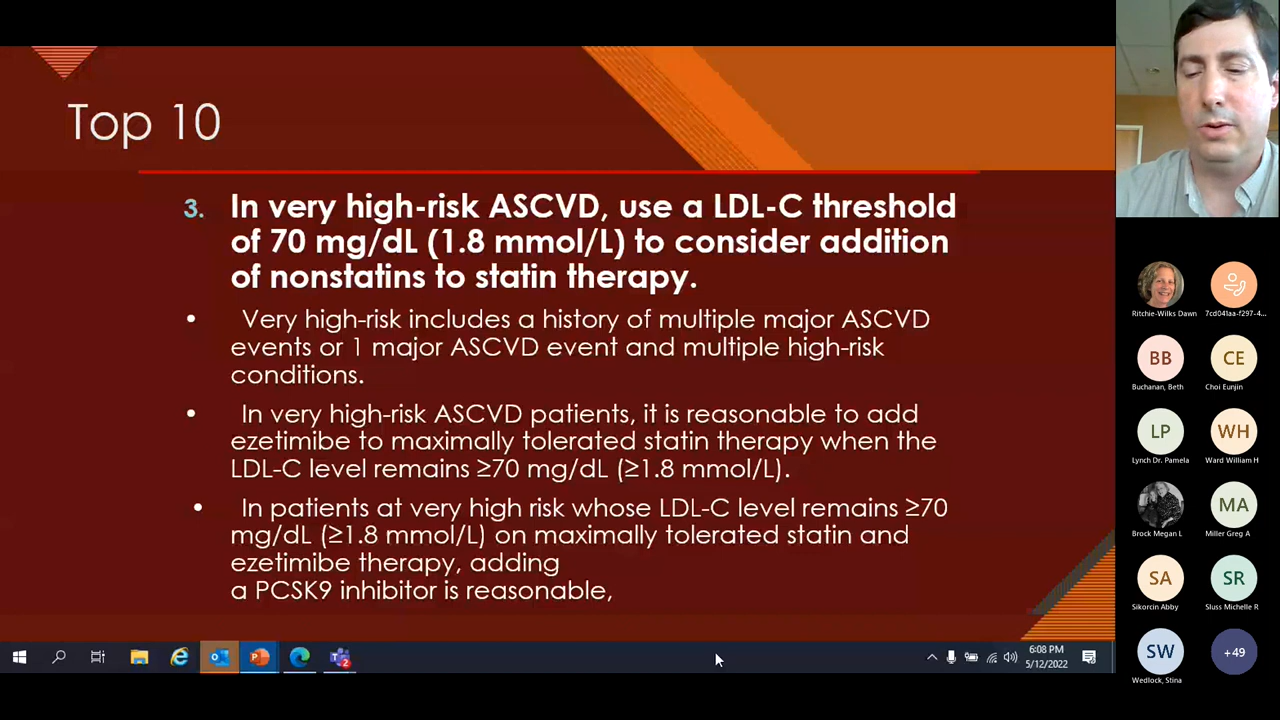 Top 10
3. In very high-risk ASCVD, use a LDL-C threshold
of 70 mg/dL (1.8 mmol/L) to consider addition
of nonstatins to statin therapy.
• Very high-risk includes a history of multiple major ASCVD
events or 1 major ASCVD event and multiple high-risk
conditions.
• In very high-risk ASCVD patients, it is reasonable to add
ezetimibe to maximally tolerated statin therapy when the
LDL-C level remains ≥70 mg/dL (≥1.8 mmol/L).
• In patients at very high risk whose LDL-C level remains ≥70
mg/dL (≥1.8 mmol/L) on maximally tolerated statin and
ezetimibe therapy, adding
a PCSK9 inhibitor is reasonable,
6:08 PM
5/12/2022
Ritchie-Wilks Dawn
7cd041aa-f297-4...
BB
CE
Buchanan, Beth
Choi Eunjin
LP
WH
Lynch Dr. Pamela
Ward William H
MA
Brock Megan L
Miller Greg A
SA
SR
Sikorcin Abby
Sluss Michelle R
SW
+49
Wedlock, Stina